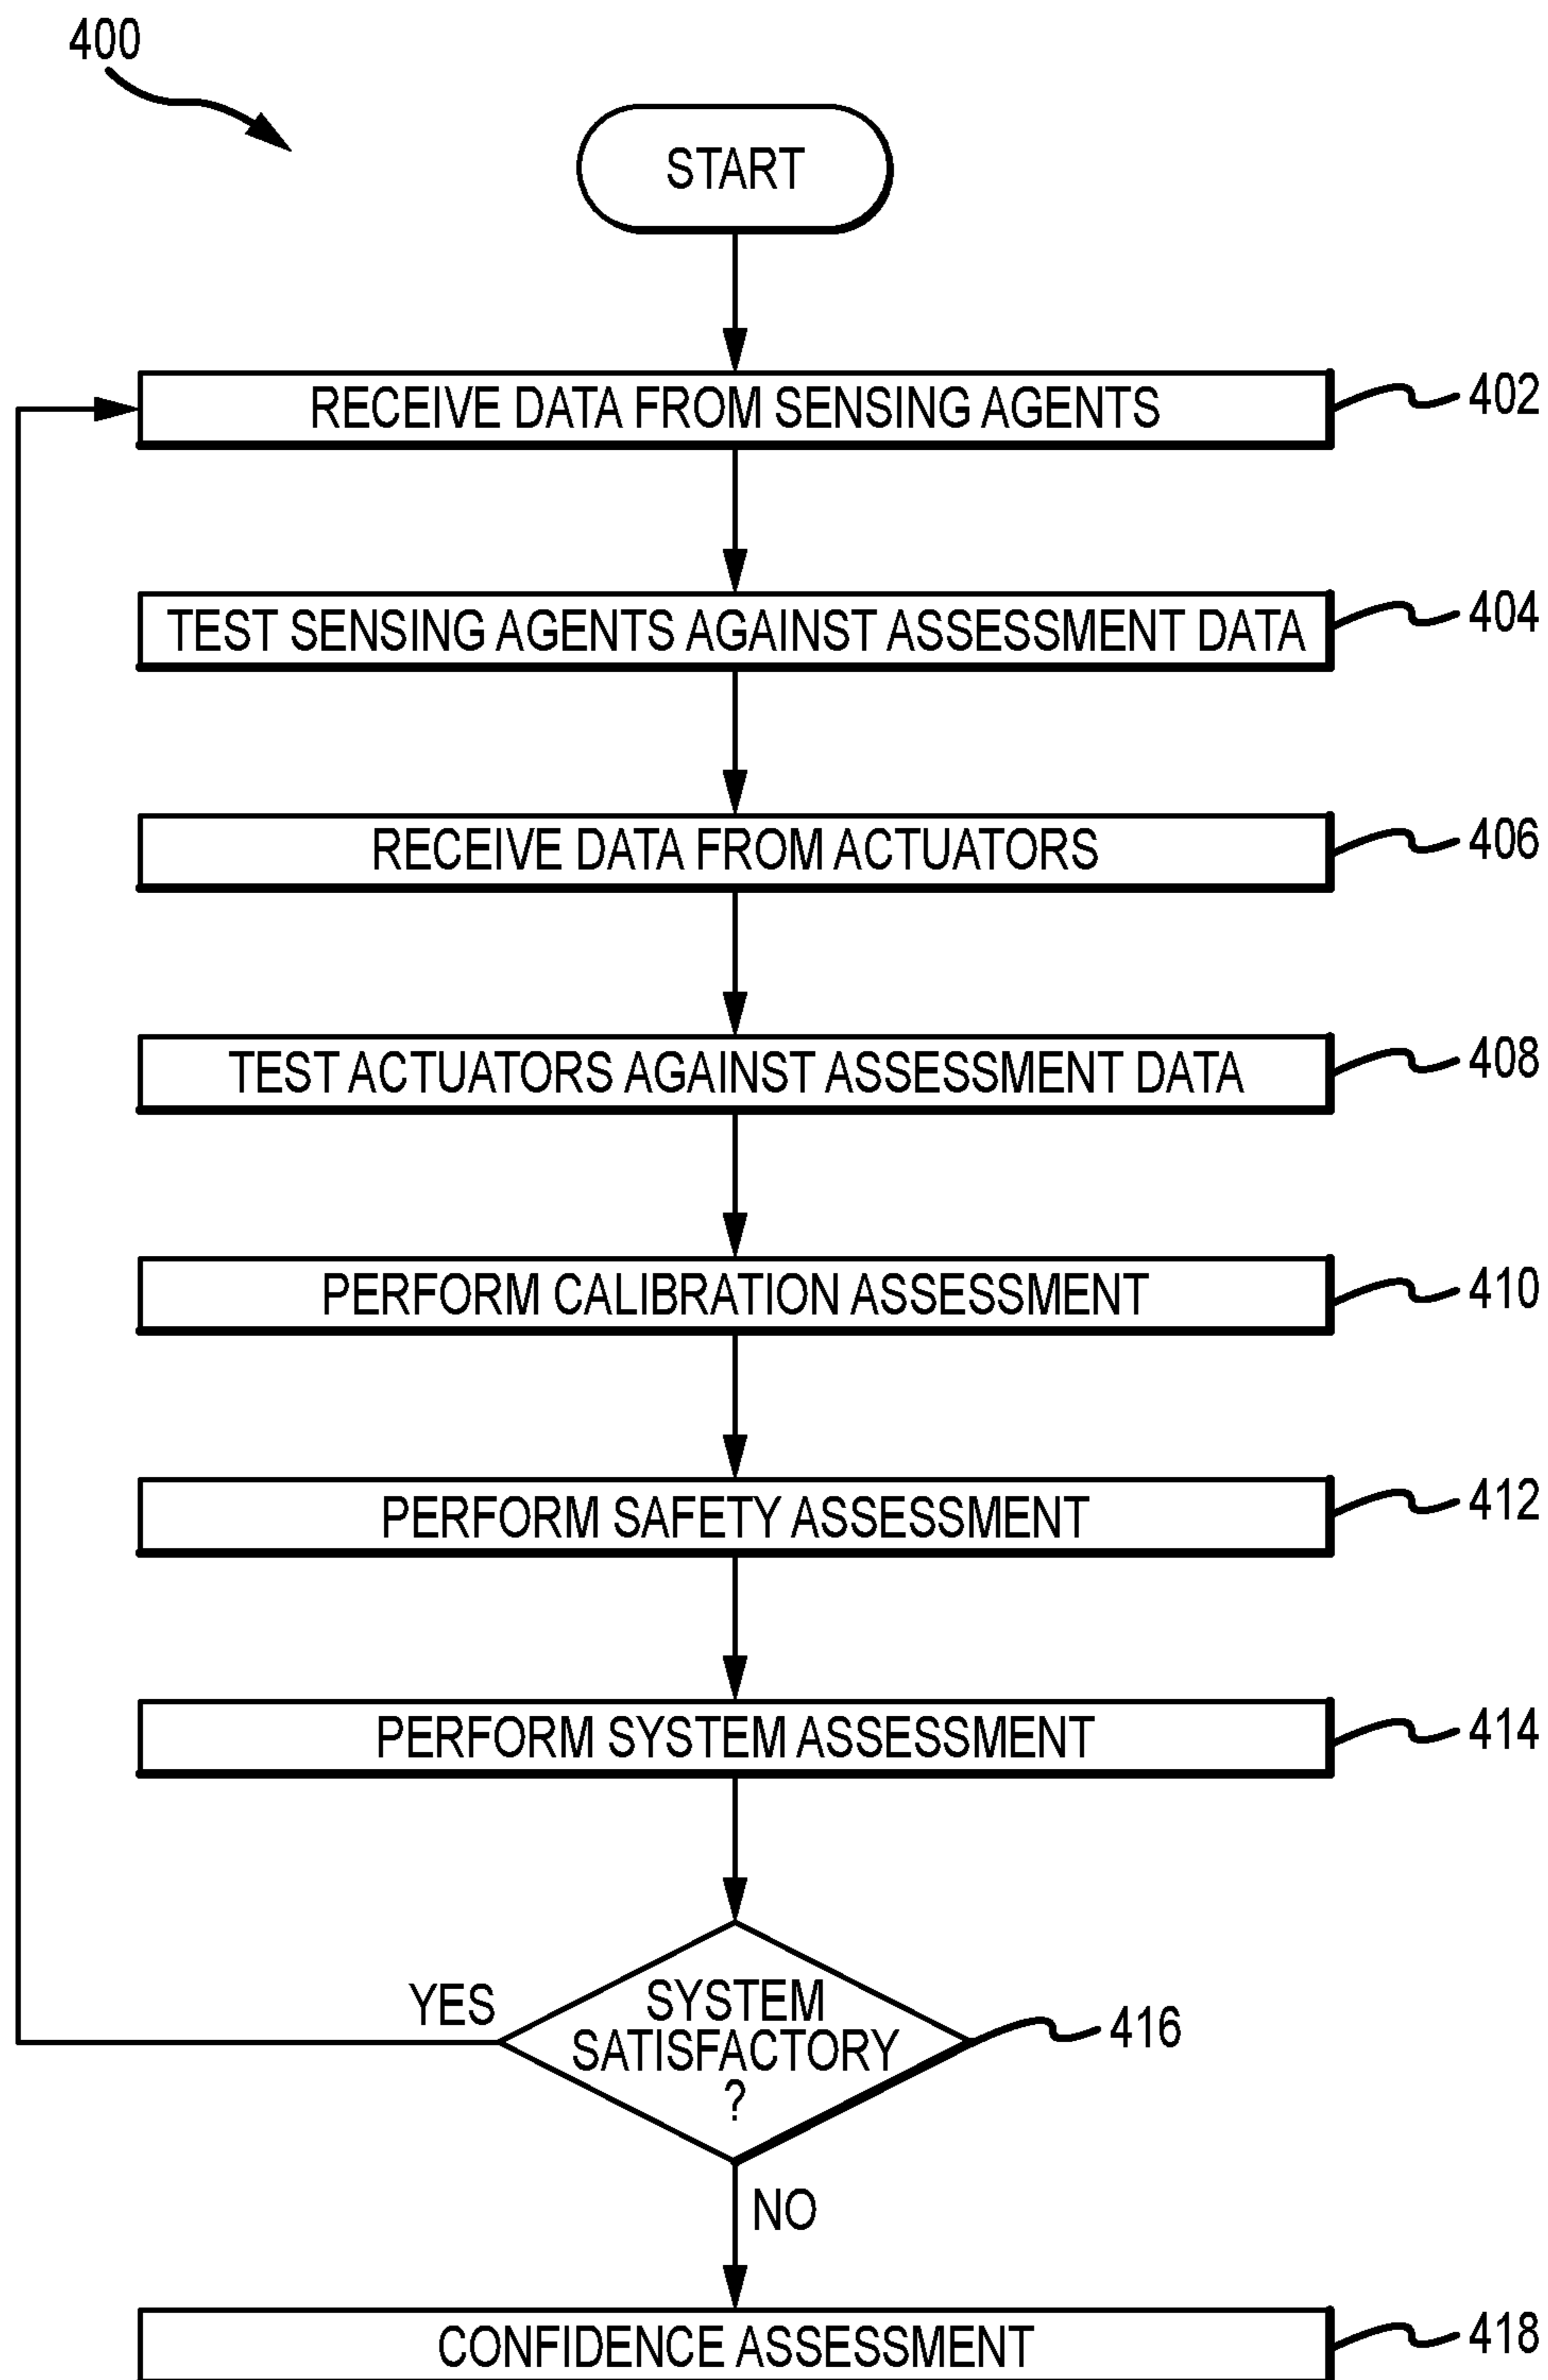 400
START
RECEIVE DATA FROM SENSING AGENTS
402
TEST SENSING AGENTS AGAINST ASSESSMENT DATA
404
RECEIVE DATA FROM ACTUATORS
406
TEST ACTUATORS AGAINST ASSESSMENT DATA
408
PERFORM CALIBRATION ASSESSMENT
410
PERFORM SAFETY ASSESSMENT
412
PERFORM SYSTEM ASSESSMENT
414
YES
SYSTEM
SATISFACTORY
?
416
NO
CONFIDENCE ASSESSMENT
418